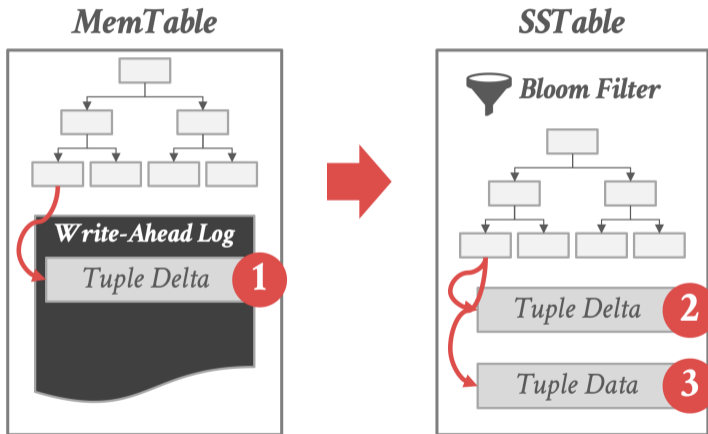 MemTable
Write-Ahead Log
Tuple Delta 1
SSTable
Bloom Filter
Tuple Delta 2
Tuple Data 3